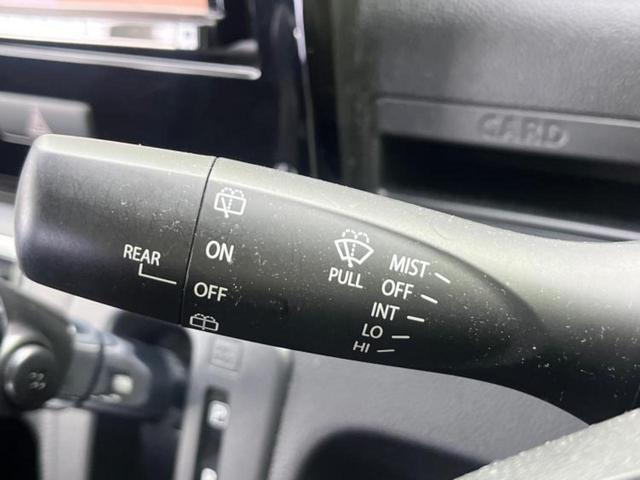 CARD
REAR
ON
OFF
PULL
MIST
OFF
INT
LO
HI